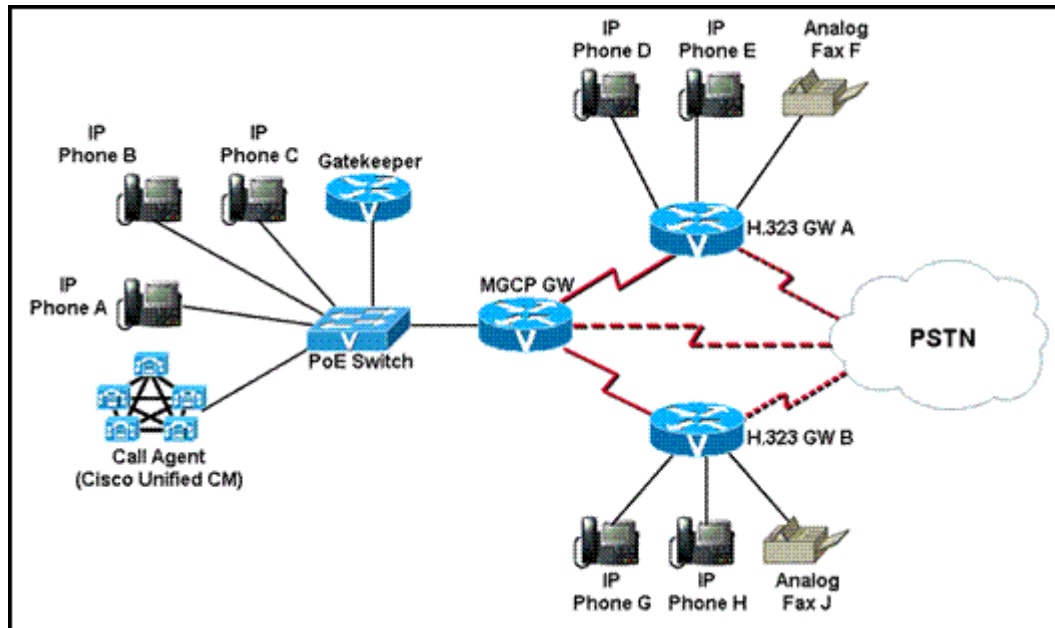 IP
Phone D
IP
Phone E
Analog
Fax F
IP
Phone B
IP
Phone C
Gatekeeper
H.323 GW A
IP
Phone A
MGCP GW
PSTN
V
PoE Switch
V
V
V
V
H.323 GW B
Call Agent
(Cisco Unified CM)
IP
Phone G
IP
Phone H
Analog
Fax J